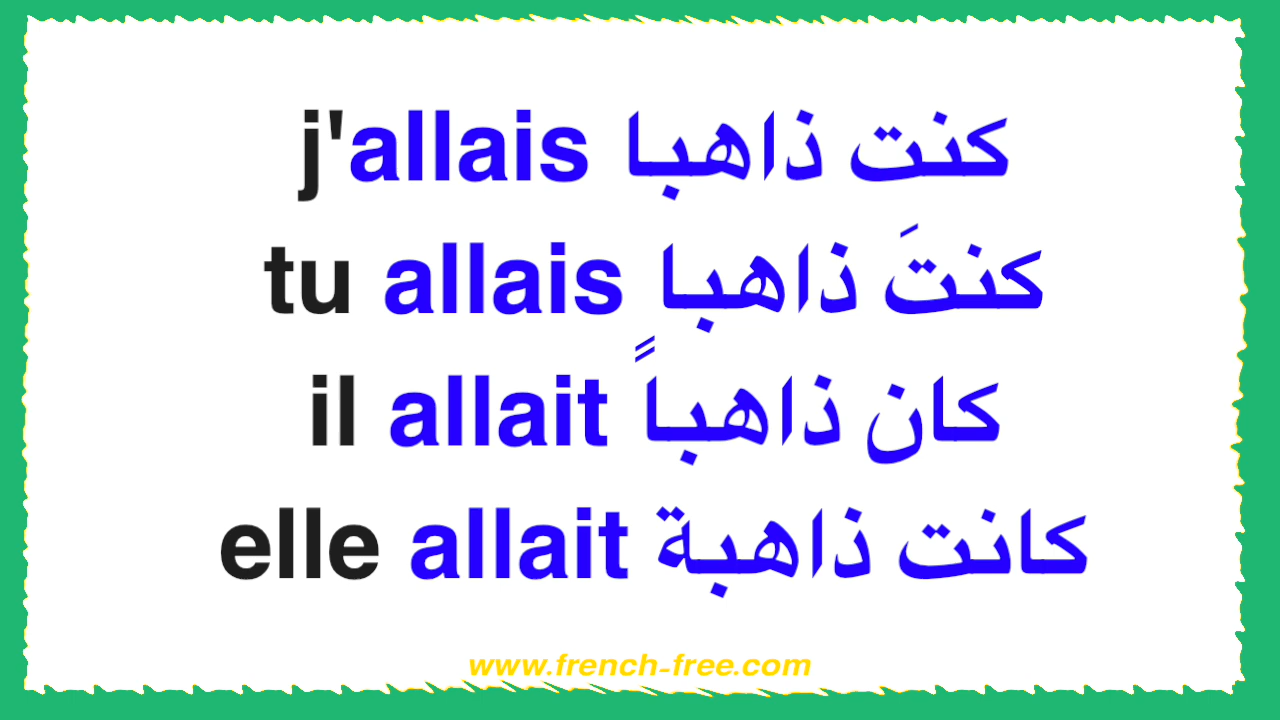 j'allais كنت ذاهبا
tu allais كنتَ ذاهبا
il allait كان ذاهباً
elle allait كانت ذاهبة
www.french-free.com